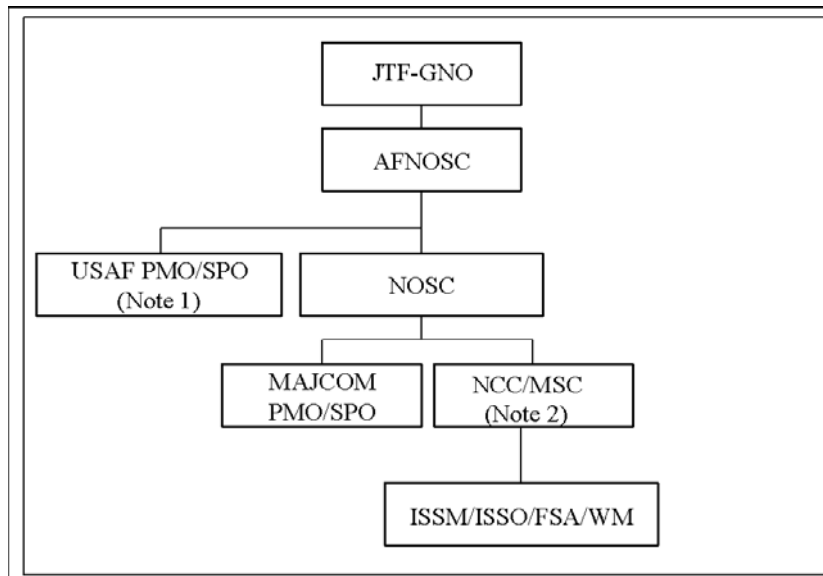 JTF-GNO
AFNOSC
USAF PMO/SPO
(Note 1)
NOSC
MAJCOM
PMO/SPO
NCC/MSC
(Note 2)
ISSM/ISSO/FSA/WM